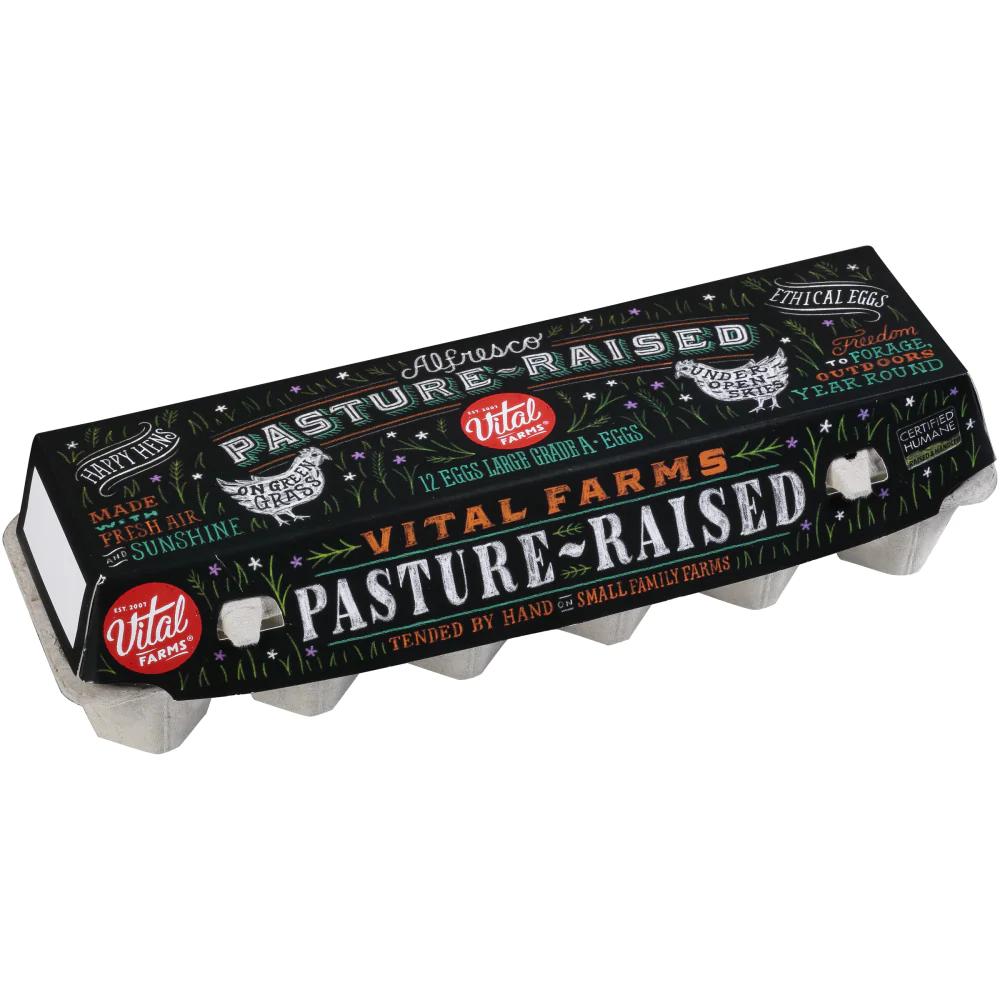 Alfresco
PASTURE~RAISED
ETHICAL EGGS
Freedom
TO FORAGE,
OUTDOORS
YEAR ROUND
UNDER
OPEN
SKIES
EST. 2007
Vital
FARMS®
12 EGGS LARGE GRADE A · EGGS
HAPPY HENS
ON GREEN
GRASS
MADE
WITH
FRESH AIR
AND SUNSHINE
CERTIFIED
HUMANE
RAISED & HANDLED
VITAL FARMS
PASTURE~RAISED
TENDED BY HAND ON SMALL FAMILY FARMS
EST. 2007
Vital
FARMS®